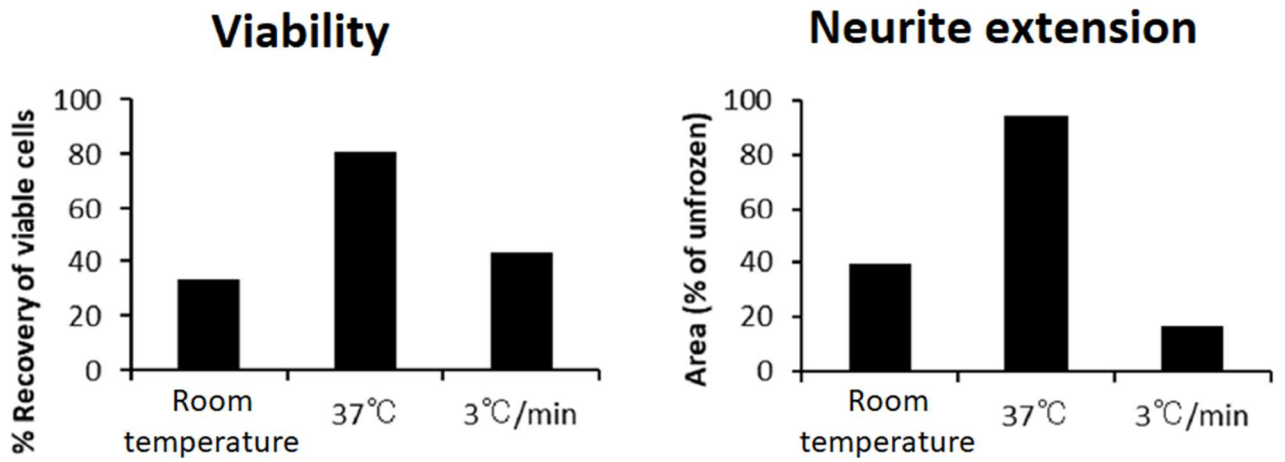 Viability
% Recovery of viable cells
100
80
60
40
20
0
Room
temperature
37℃
3℃/min
Neurite extension
Area (% of unfrozen)
100
80
60
40
20
0
Room
temperature
37℃
3℃/min